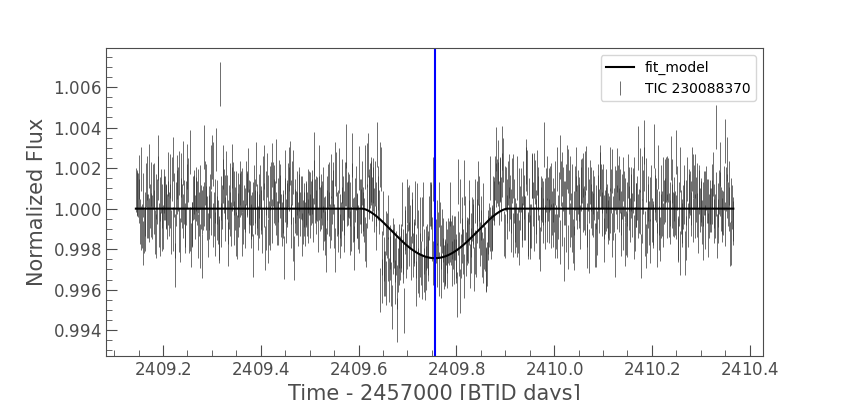 fit_model
TIC 230088370
1.006
1.004
1.002
1.000
0.998
0.996
0.994
Normalized Flux
2409.2 2409.4 2409.6 2409.8 2410.0 2410.2 2410.4
Time - 2457000 [BTJD days]